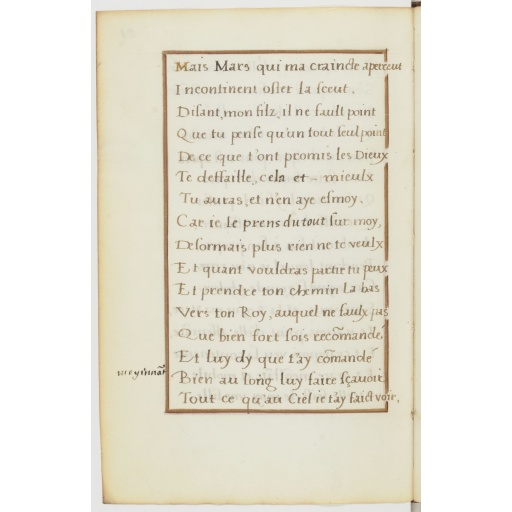 Mais Mars qui ma craincte aperceut
Incontinent oster la sceut,
Disant, mon filz, il ne fault point
Que tu pense qu'un tout seul point
De ce que t'ont promis les Dieux
Te deffaille, cela et – mieulx
Tu auras, et n'en aye esmoy.
Car ie le prens du tout sur moy,
Desormais plus rien ne te veulx
Et quant vouldras partir tu peux
Et prendre ton chemin la bas
Vers ton Roy, auquel ne faulx pas
Que bien fort sois recõmandé
Et luy dy que t'ay cõmandé
Bien au long luy faire sçavoir
Tout ce qu'au Ciel ie t'ay faict voir.